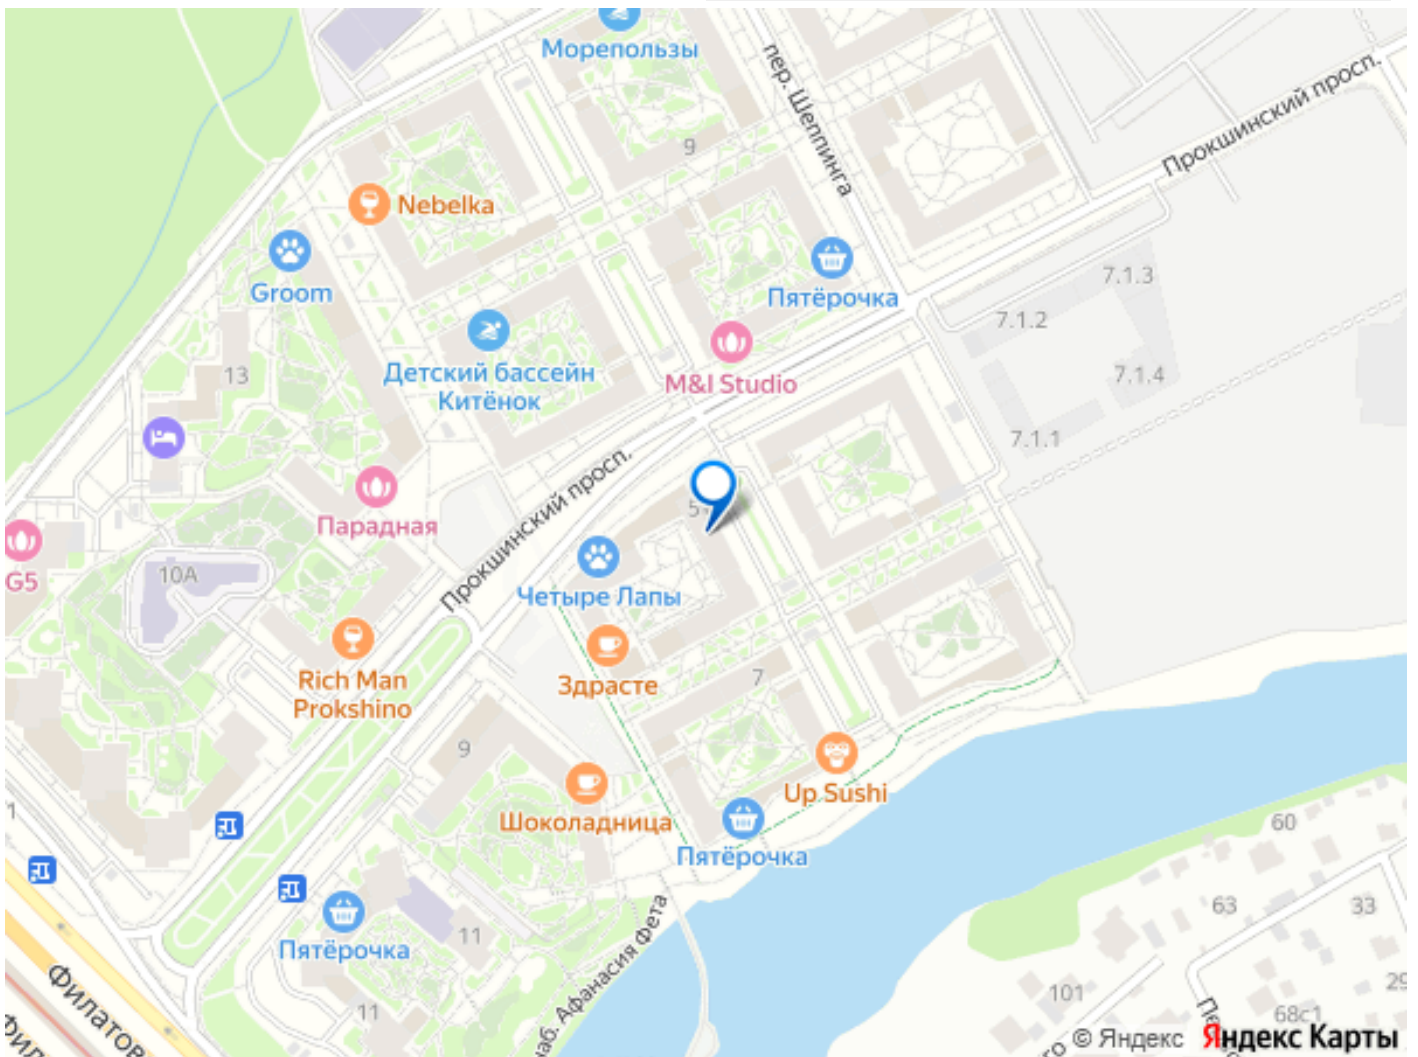 Морепользы
пер. Шеппинга
Прокшинский просп.
9
Nebelka
Groom
Пятёрочка
7.1.3
7.1.2
Детский бассейн
Китёнок
M&I Studio
13
7.1.4
7.1.1
Прокшинский просп.
Парадная
5
G5
10А
Четыре Лапы
Rich Man
Prokshino
Здрасте
7
9
Up Sushi
Шоколадница
1
Пятёрочка
60
63
33
Пятёрочка
11
11
наб. Афанасия Фета
Филатов
101
29
68с1
© Яндекс Яндекс Карты